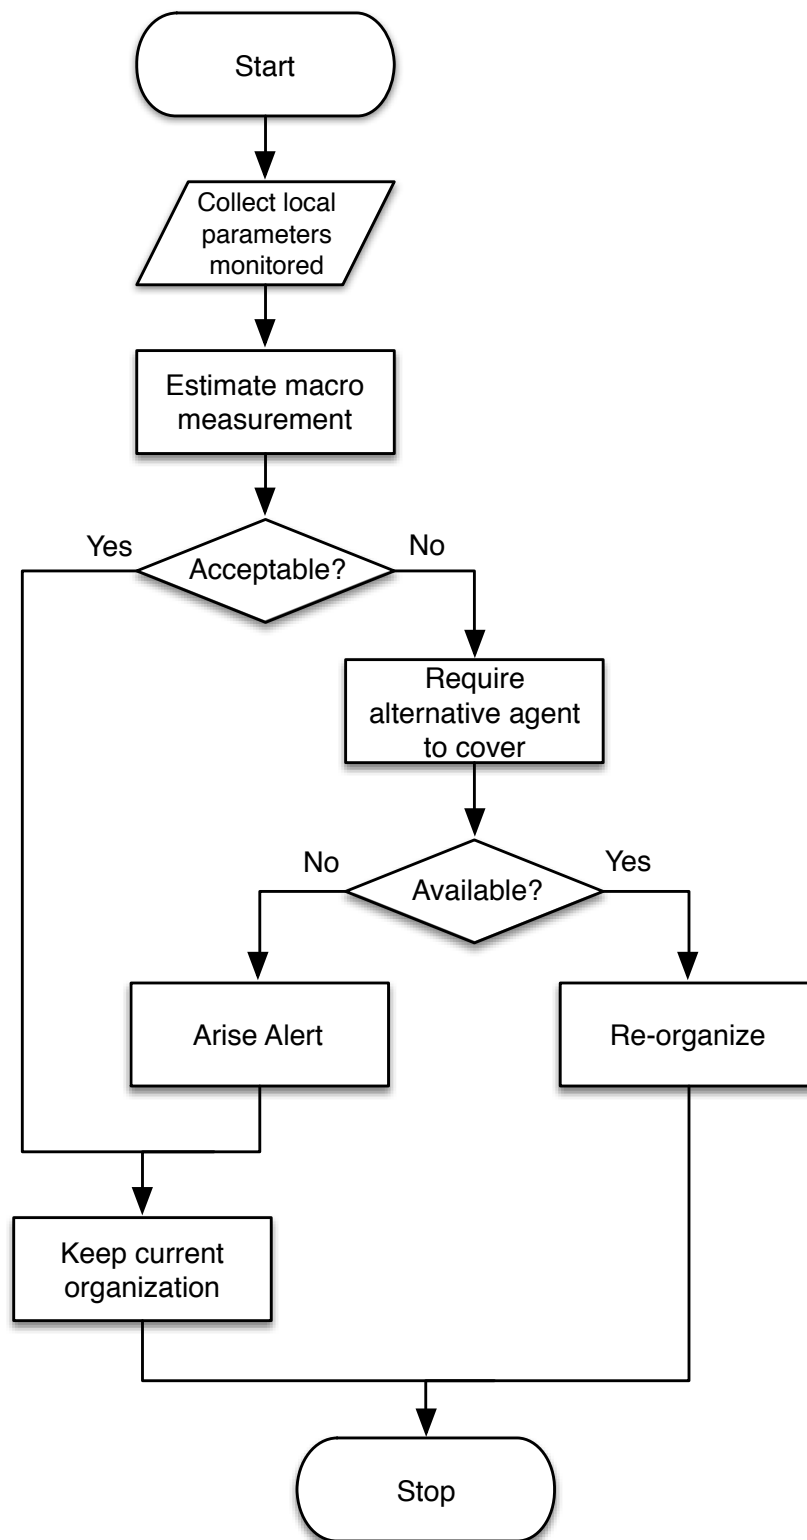 Start
Collect local
parameters
monitored
Estimate macro
measurement
Yes
No
Acceptable?
Require
alternative agent
to cover
No
Yes
Available?
Arise Alert
Re-organize
Keep current
organization
Stop